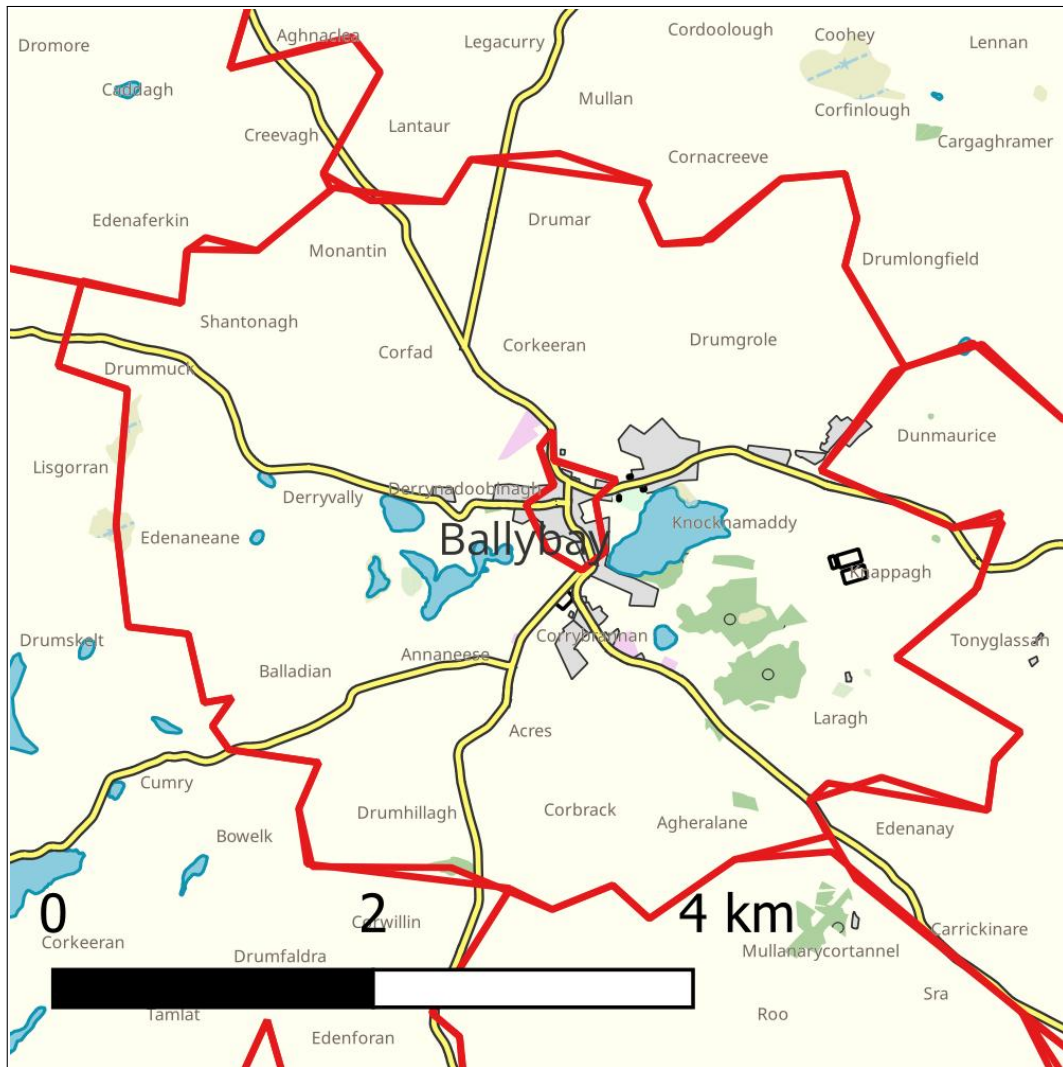 Dromore
Aghnaclea
Legacurry
Cordoolough
Coohey
Lennan
Caddagh
Mullan
Corfinlough
Creevagh
Lantaur
Cargaghramer
Cornacreeve
Edenaferkin
Drumar
Monantin
Drumlongfield
Shantonagh
Corfad
Corkeeran
Drumgrole
Drummuck
Dunmaurice
Lisgorran
Derryvally
Derrynadoobinagh
Knocknamaddy
Edenaneane
Ballybay
Knappagh
Drumskelt
Corrybrannan
Tonyglassan
Annaneese
Balladian
Laragh
Acres
Cumry
Drumhillagh
Corbrack
Agheralane
Edenanay
Bowelk
0 2 4 km
Corwillin
Carrickinare
Corkeeran
Mullanarycortannel
Drumfaldra
Sra
Tamlat
Roo
Edenforan